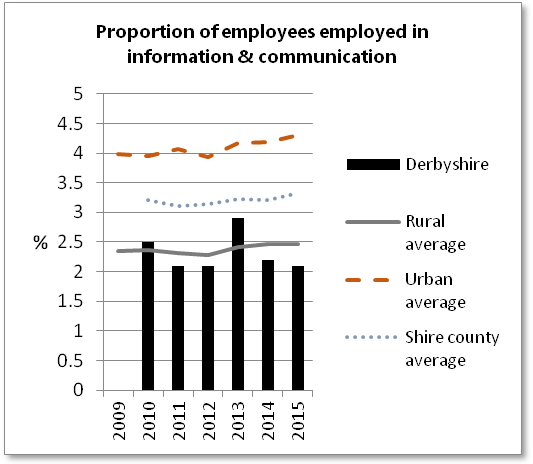 Proportion of employees employed in
information & communication
5
4.5
4
3.5
3
2.5
2
1.5
1
0.5
0
%
2009
2010
2011
2012
2013
2014
2015
Derbyshire
Rural
average
Urban
average
Shire county
average